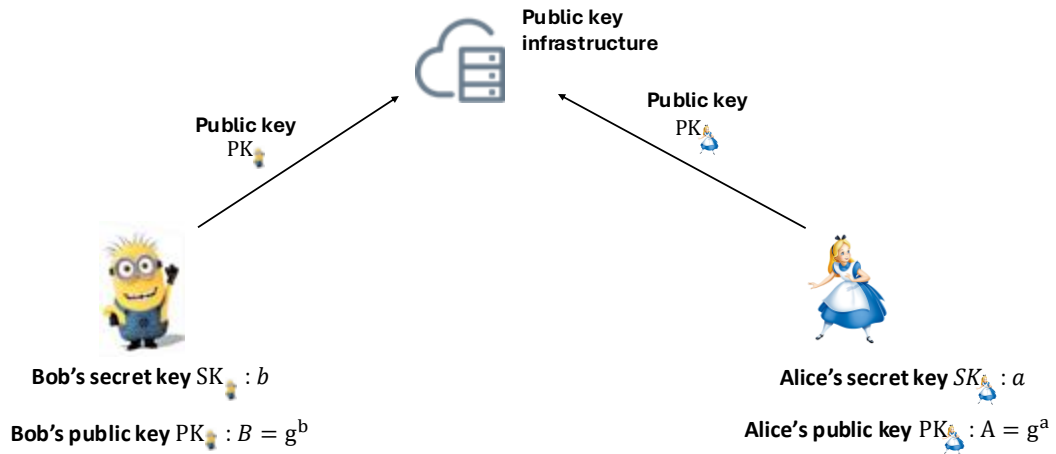 Public key
infrastructure
Public key
PK
Public key
PK
Bob's secret key SK : b
Alice's secret key SK : a
Bob's public key PK : B = g^b
Alice's public key PK : A = g^a